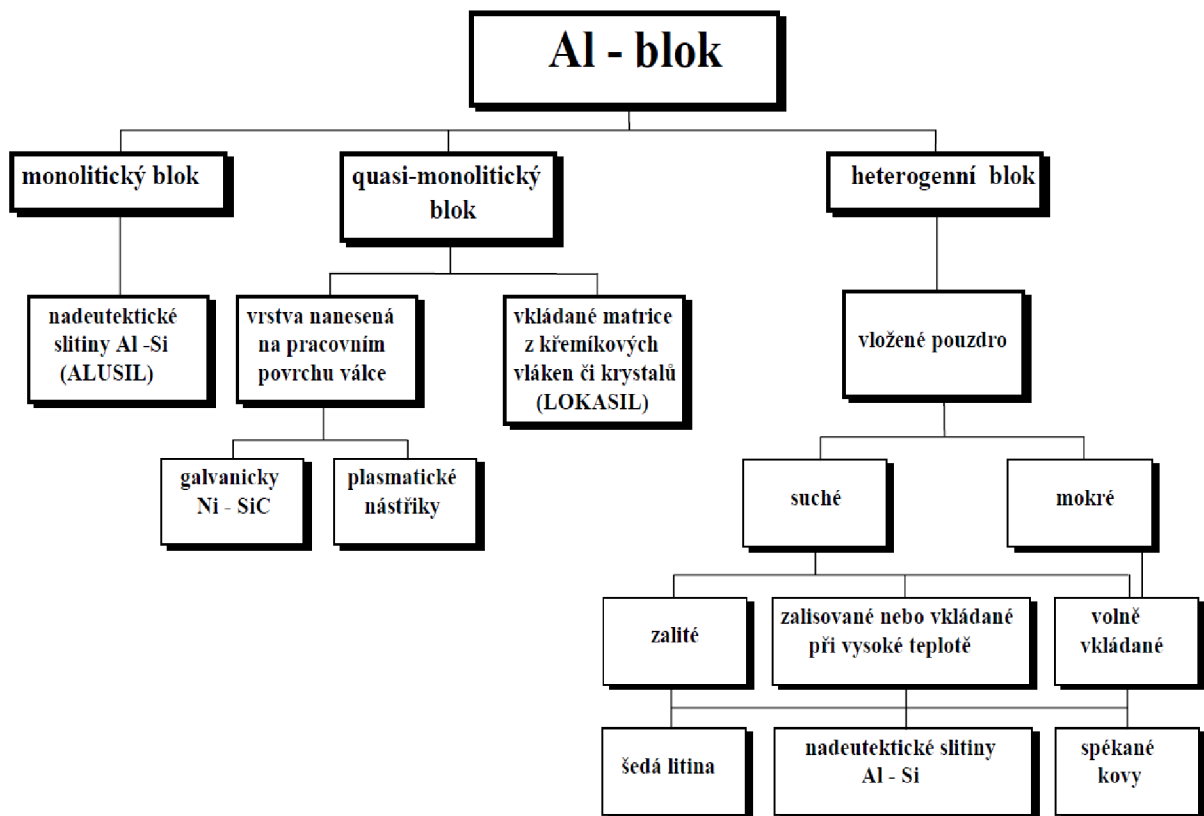 Al - blok
monolitický blok
quasi-monolitický
blok
heterogenní blok
nadeutektické
slitiny Al -Si
(ALUSIL)
vrstva nanesená
na pracovním
povrchu válce
vkládané matrice
z křemíkových
vláken či krystalů
(LOKASIL)
vložené pouzdro
galvanicky
Ni - SiC
plasmatické
nástřiky
suché
mokré
zalité
zalisované nebo vkládané
při vysoké teplotě
volně
vkládané
šedá litina
nadeutektické slitiny
Al - Si
spékané
kovy